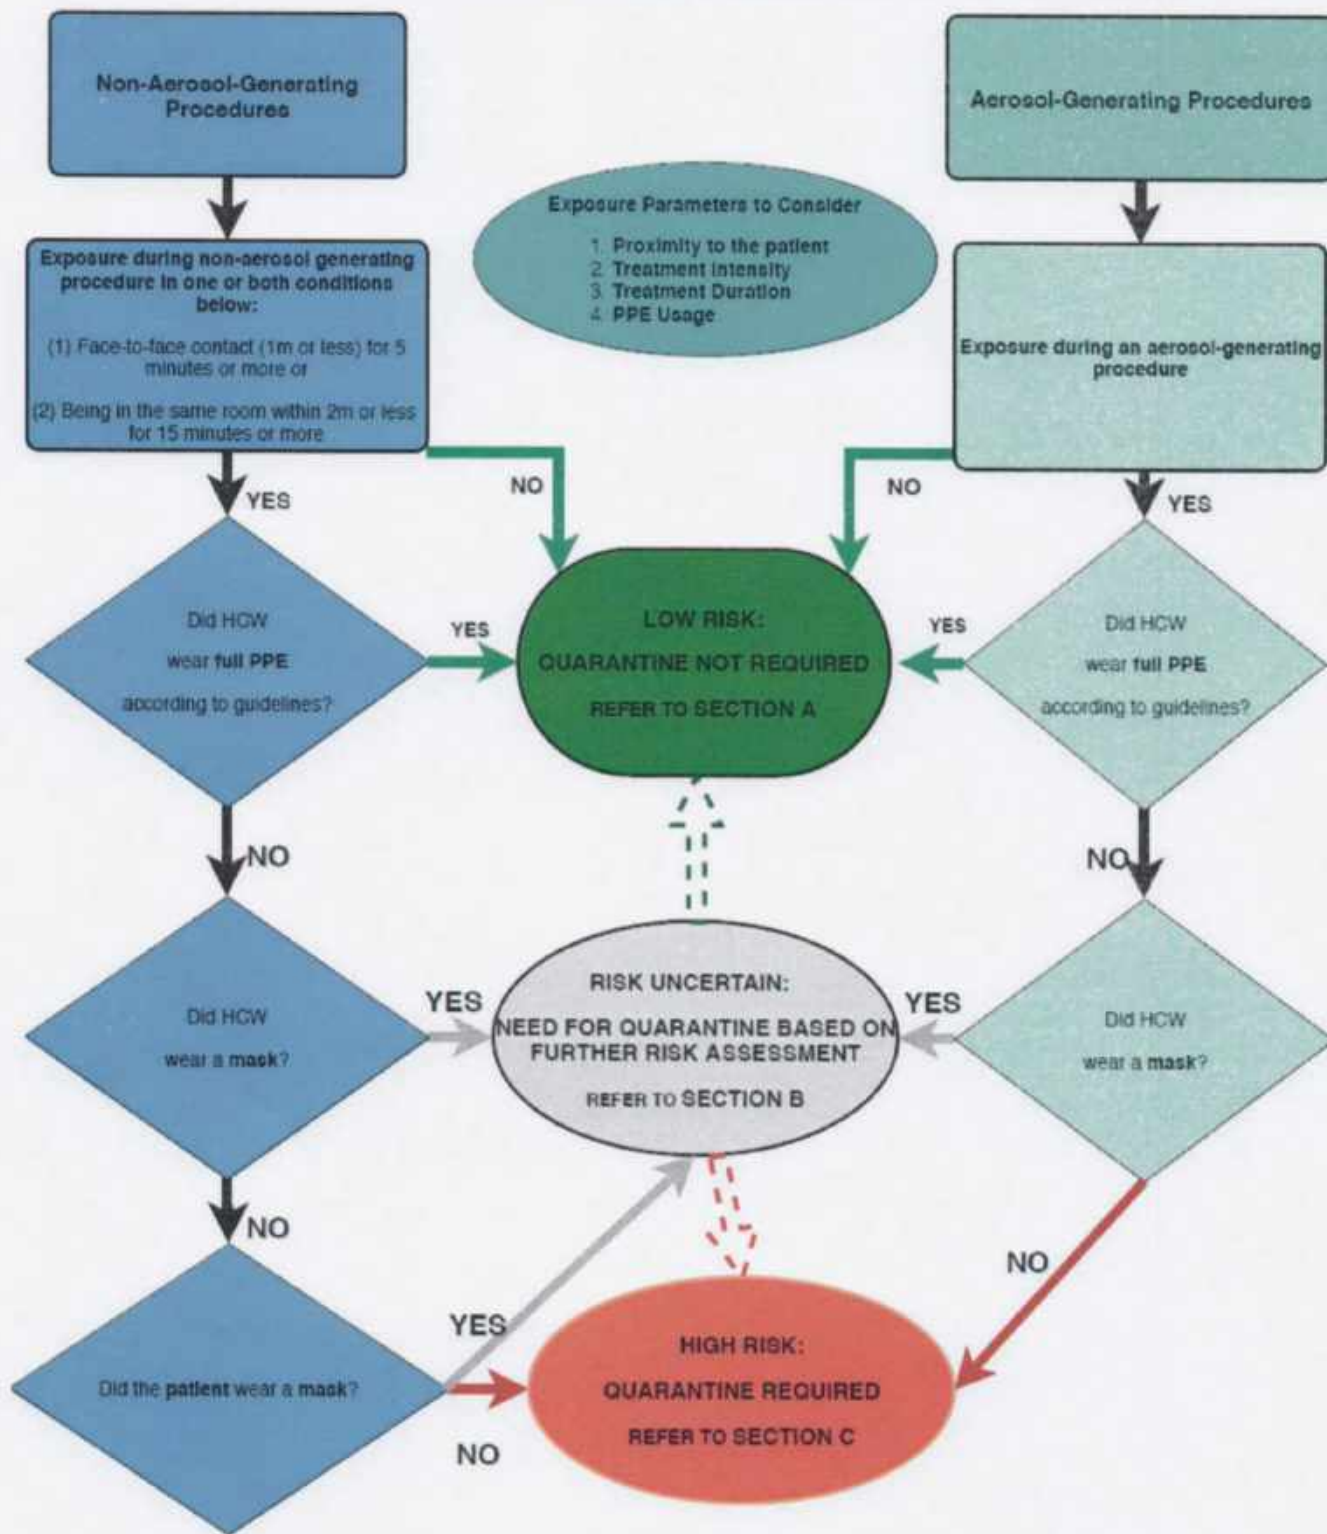 Non-Aerosol-Generating
Procedures
Aerosol-Generating Procedures
Exposure Parameters to Consider
1. Proximity to the patient
2. Treatment Intensity
3. Treatment Duration
4. PPE Usage
Exposure during non-aerosol generating
procedure in one or both conditions
below:
(1) Face-to-face contact (1m or less) for 5
minutes or more or
(2) Being in the same room within 2m or less
for 15 minutes or more
Exposure during an aerosol-generating
procedure
NO
NO
YES
YES
Did HCW
wear full PPE
according to guidelines?
YES
LOW RISK:
QUARANTINE NOT REQUIRED
REFER TO SECTION A
YES
Did HCW
wear full PPE
according to guidelines?
NO
NO
Did HCW
wear a mask?
YES
RISK UNCERTAIN:
NEED FOR QUARANTINE BASED ON
FURTHER RISK ASSESSMENT
REFER TO SECTION B
YES
Did HCW
wear a mask?
NO
NO
Did the patient wear a mask?
YES
NO
HIGH RISK:
QUARANTINE REQUIRED
REFER TO SECTION C